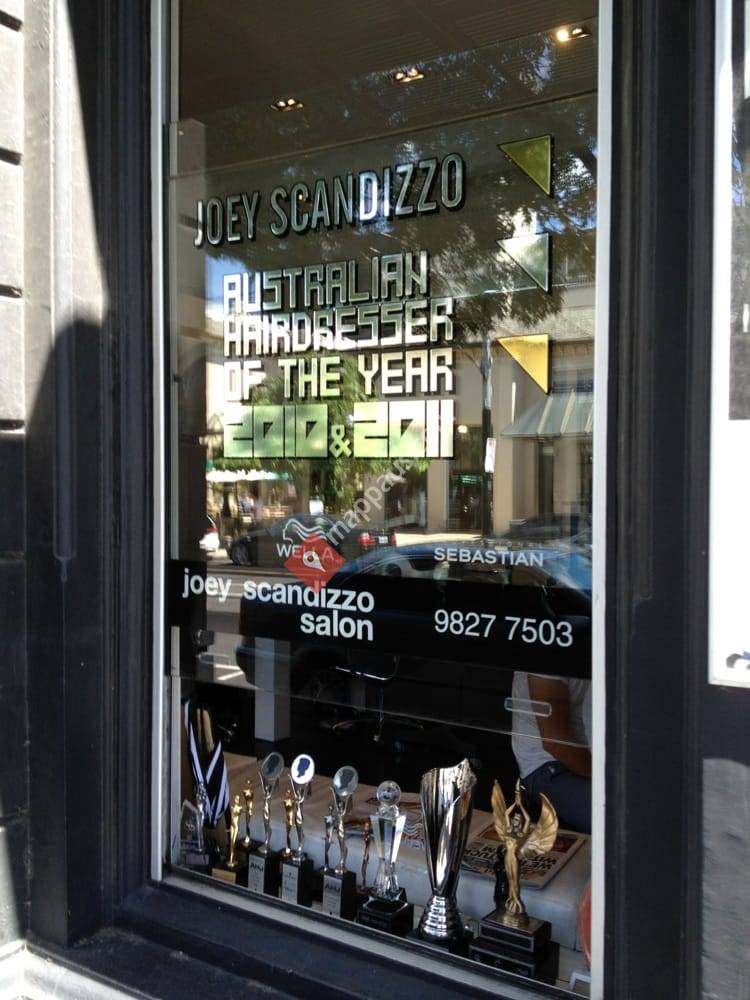 JOEY SCANDIZZO
AUSTRALIAN
HAIRDRESSER
OF THE YEAR
2010 & 2011
WELLA
SEBASTIAN
joey scandizzo
salon
9827 7503